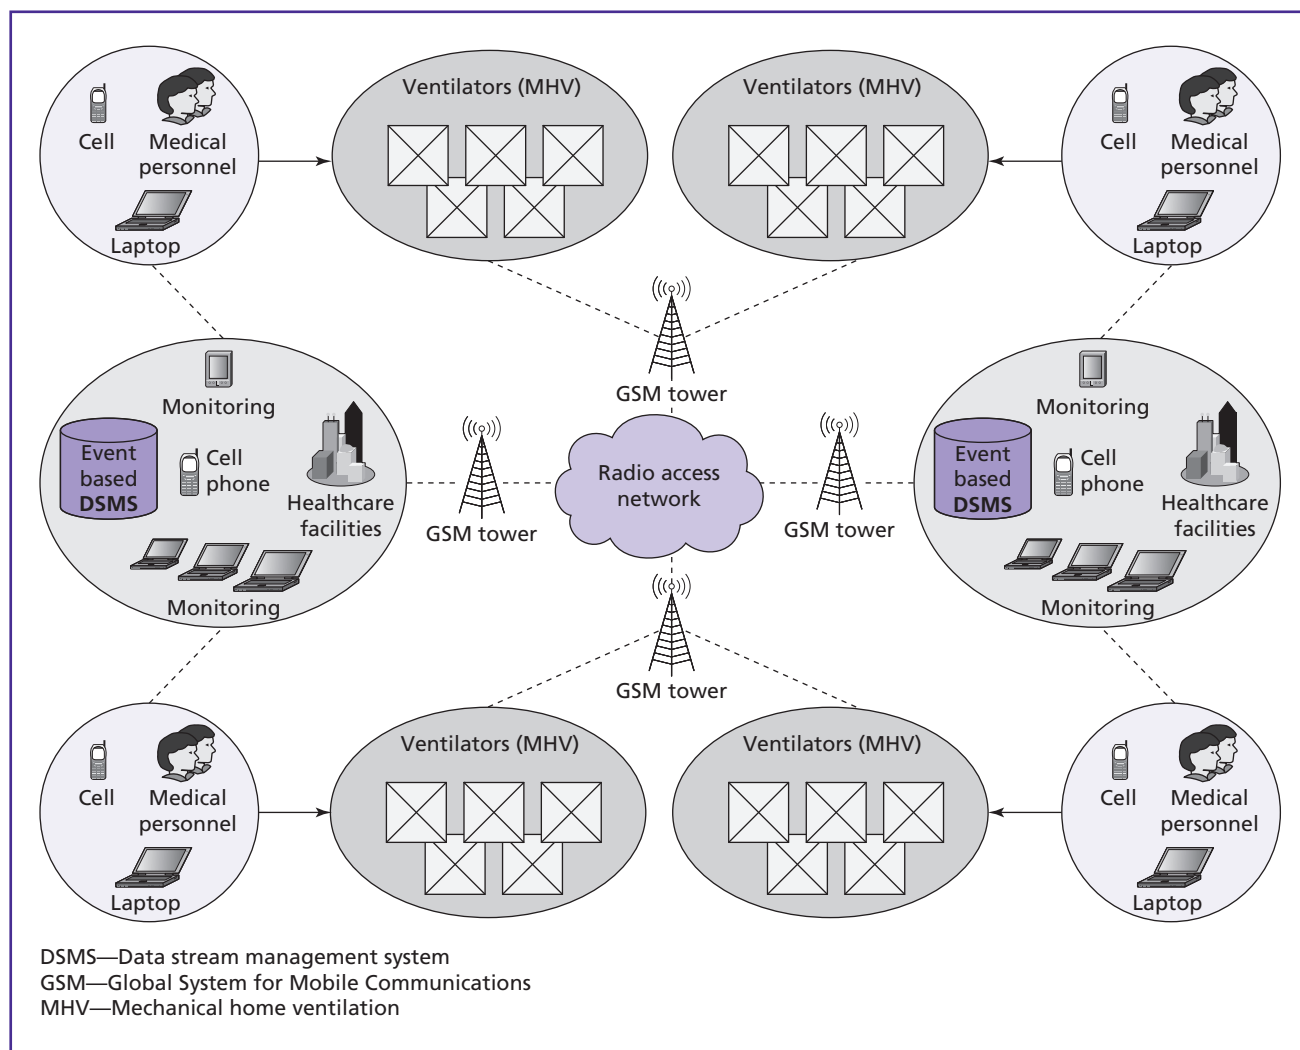 Ventilators (MHV)
Ventilators (MHV)
Cell
Medical
personnel
Laptop
Cell
Medical
personnel
Laptop
GSM tower
Monitoring
Event
based
DSMS
Cell
phone
Healthcare
facilities
Monitoring
GSM tower
Radio access
network
GSM tower
Monitoring
Event
based
DSMS
Cell
phone
Healthcare
facilities
Monitoring
GSM tower
Cell
Medical
personnel
Laptop
Ventilators (MHV)
Ventilators (MHV)
Cell
Medical
personnel
Laptop
DSMS—Data stream management system
GSM—Global System for Mobile Communications
MHV—Mechanical home ventilation